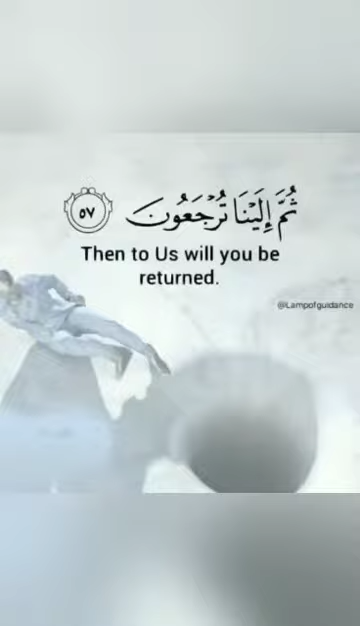 ثُمَّ إِلَيْنَا تُرْجَعُونَ ٥٧
Then to Us will you be
returned.
@Lampofguidance